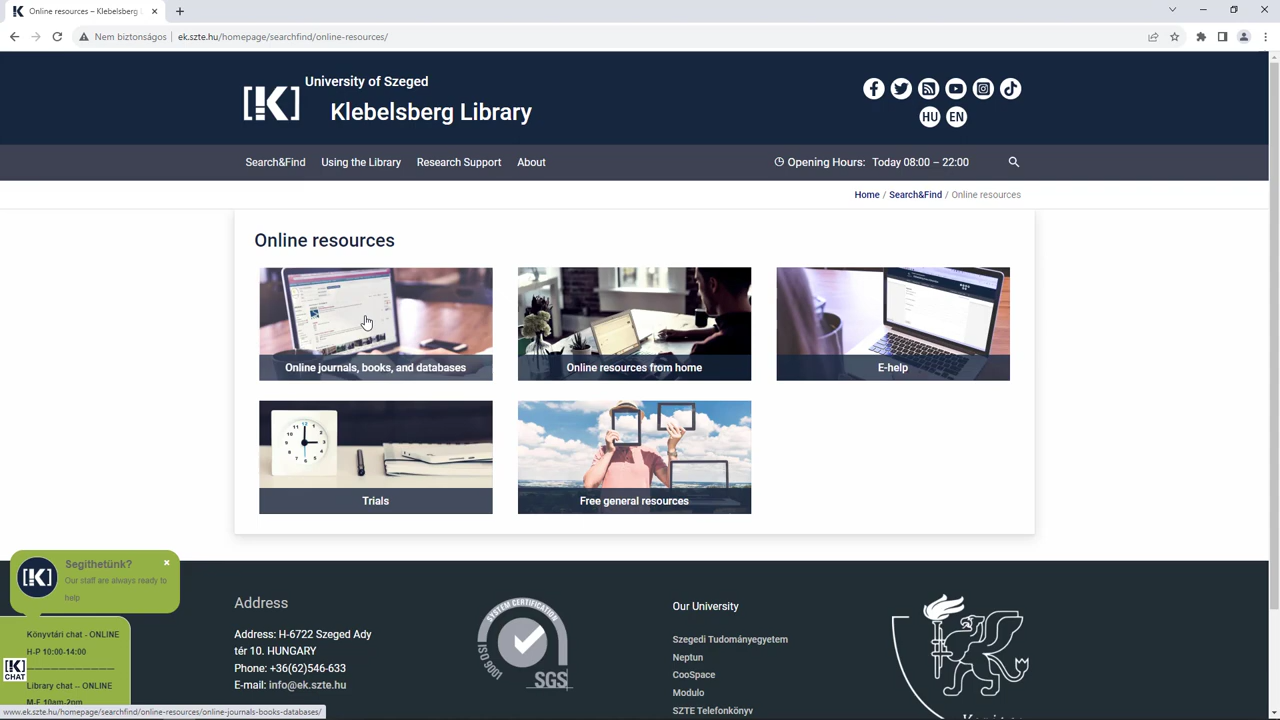 Online resources – Klebelsberg L
Nem biztonságos
ek.szte.hu/homepage/searchfind/online-resources/
University of Szeged
[!K] Klebelsberg Library
HU EN
Search&Find Using the Library Research Support About
Opening Hours: Today 08:00 – 22:00
Home / Search&Find / Online resources
Online resources
Online journals, books, and databases
Online resources from home
E-help
Trials
Free general resources
[!K]
Segíthetünk?
Our staff are always ready to
help
Könyvtári chat - ONLINE
H-P 10:00-14:00
––––––––––––––––
Library chat -- ONLINE
M-F 10am-2pm
[!K]
CHAT
Address
Address: H-6722 Szeged Ady
tér 10. HUNGARY
Phone: +36(62)546-633
E-mail: info@ek.szte.hu
SYSTEM CERTIFICATION
ISO 9001
SGS
Our University
Szegedi Tudományegyetem
Neptun
CooSpace
Modulo
SZTE Telefonkönyv
www.ek.szte.hu/homepage/searchfind/online-resources/online-journals-books-databases/